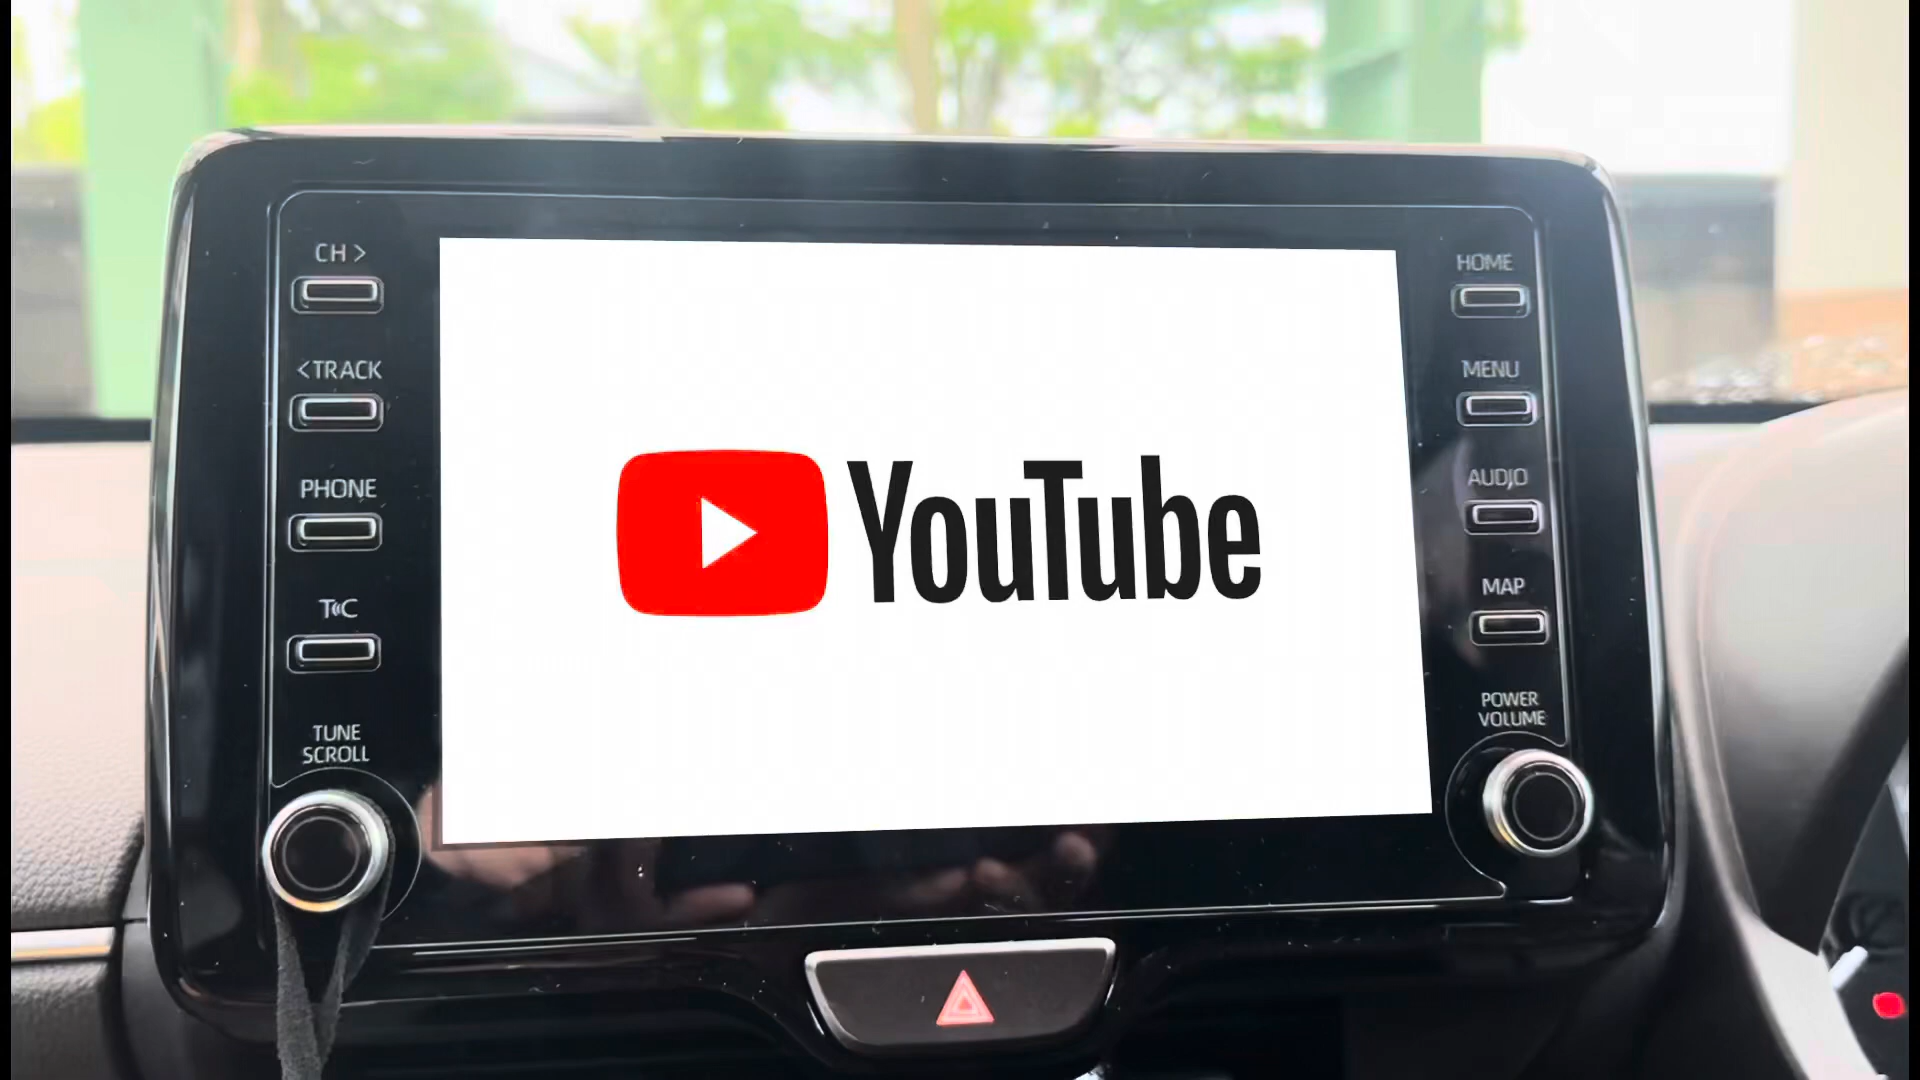 CH >
<TRACK
PHONE
T«C
TUNE
SCROLL
YouTube
HOME
MENU
AUDIO
MAP
POWER
VOLUME